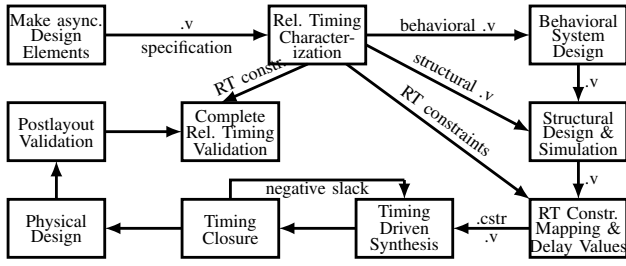 Make async.
Design
Elements
.v
specification
Rel. Timing
Character-
ization
behavioral .v
Behavioral
System
Design
structural .v
RT constr.
RT constraints
.v
Postlayout
Validation
Complete
Rel. Timing
Validation
Structural
Design &
Simulation
.v
negative slack
Physical
Design
Timing
Closure
Timing
Driven
Synthesis
.cstr
.v
RT Constr.
Mapping &
Delay Values